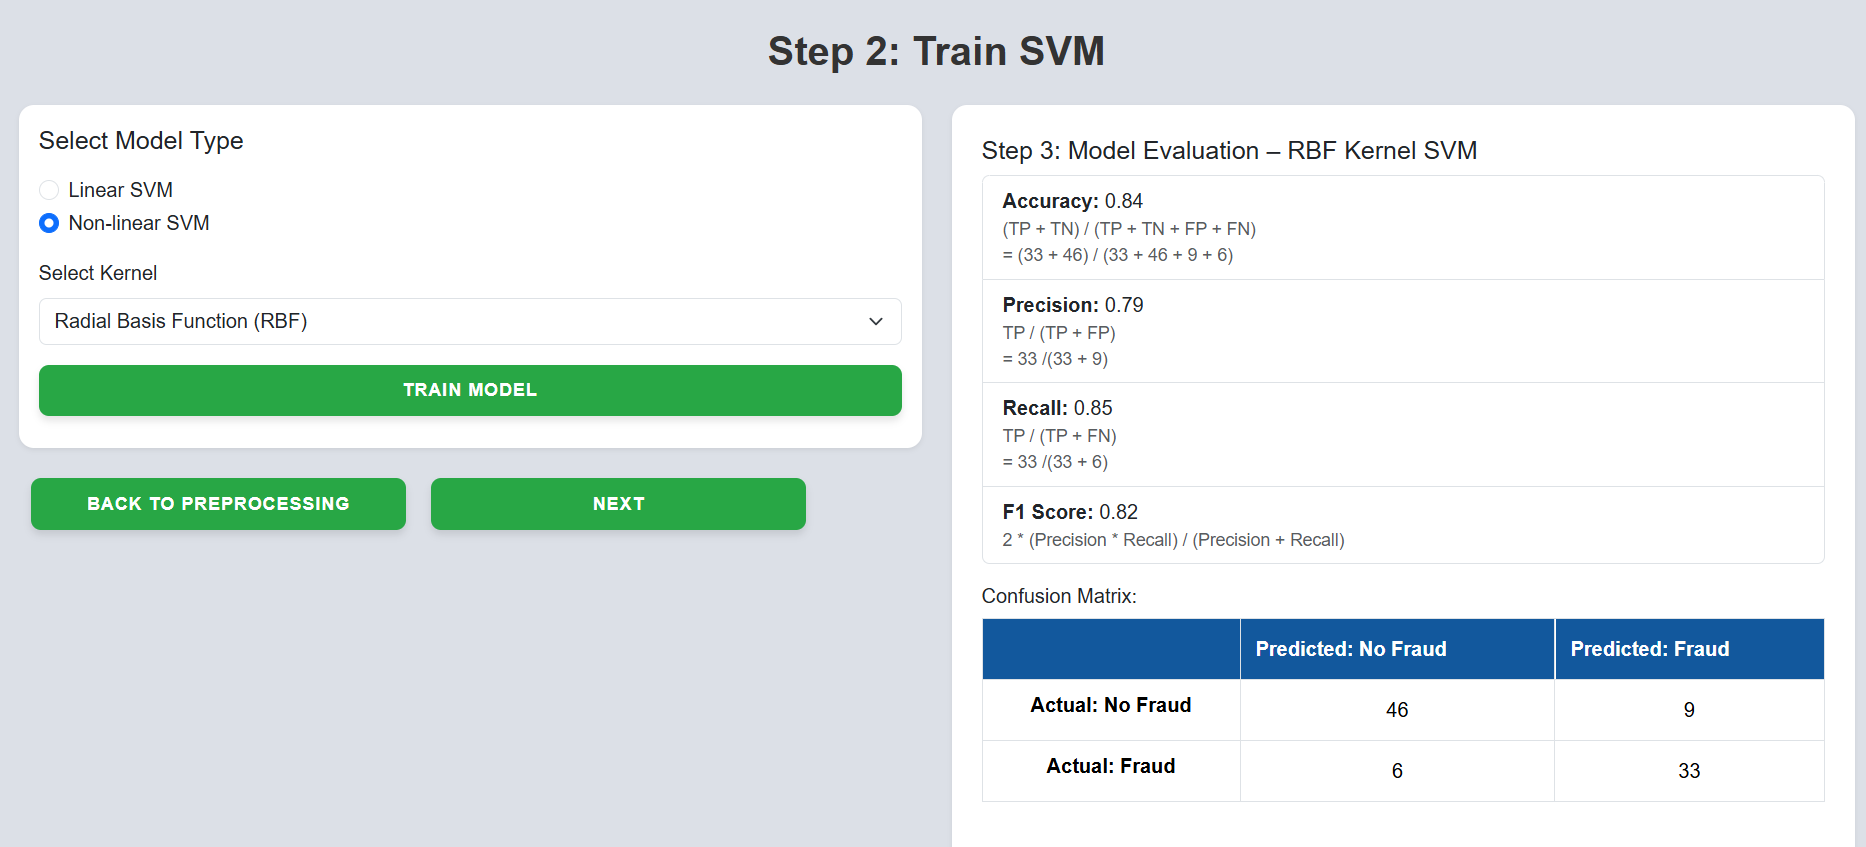 Step 2: Train SVM
Select Model Type
Linear SVM
Non-linear SVM
Select Kernel
Radial Basis Function (RBF)
TRAIN MODEL
BACK TO PREPROCESSING
NEXT
Step 3: Model Evaluation – RBF Kernel SVM
Accuracy: 0.84
(TP + TN) / (TP + TN + FP + FN)
= (33 + 46) / (33 + 46 + 9 + 6)
Precision: 0.79
TP / (TP + FP)
= 33 /(33 + 9)
Recall: 0.85
TP / (TP + FN)
= 33 /(33 + 6)
F1 Score: 0.82
2 * (Precision * Recall) / (Precision + Recall)
Confusion Matrix:
Predicted: No Fraud Predicted: Fraud
Actual: No Fraud 46 9
Actual: Fraud 6 33